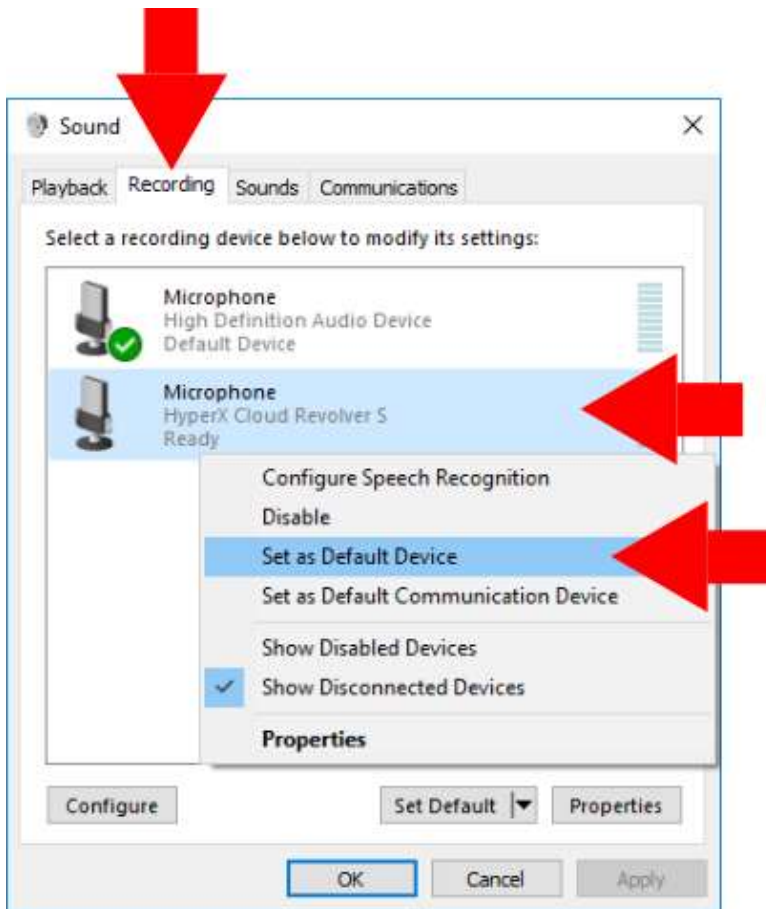 Sound
Playback Recording Sounds Communications
Select a recording device below to modify its settings:
Microphone
High Definition Audio Device
Default Device
Microphone
HyperX Cloud Revolver S
Ready
Configure Speech Recognition
Disable
Set as Default Device
Set as Default Communication Device
Show Disabled Devices
Show Disconnected Devices
Properties
Configure Set Default Properties
OK Cancel Apply